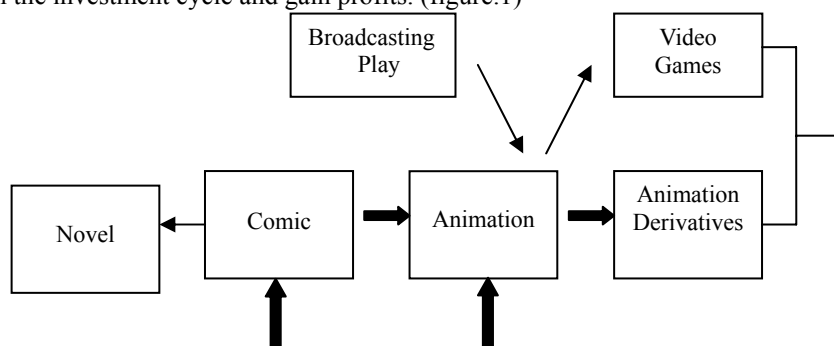 the investment cycle and gain profits. (figure.1)
Broadcasting
Play
Video
Games
Novel
Comic
Animation
Animation
Derivatives